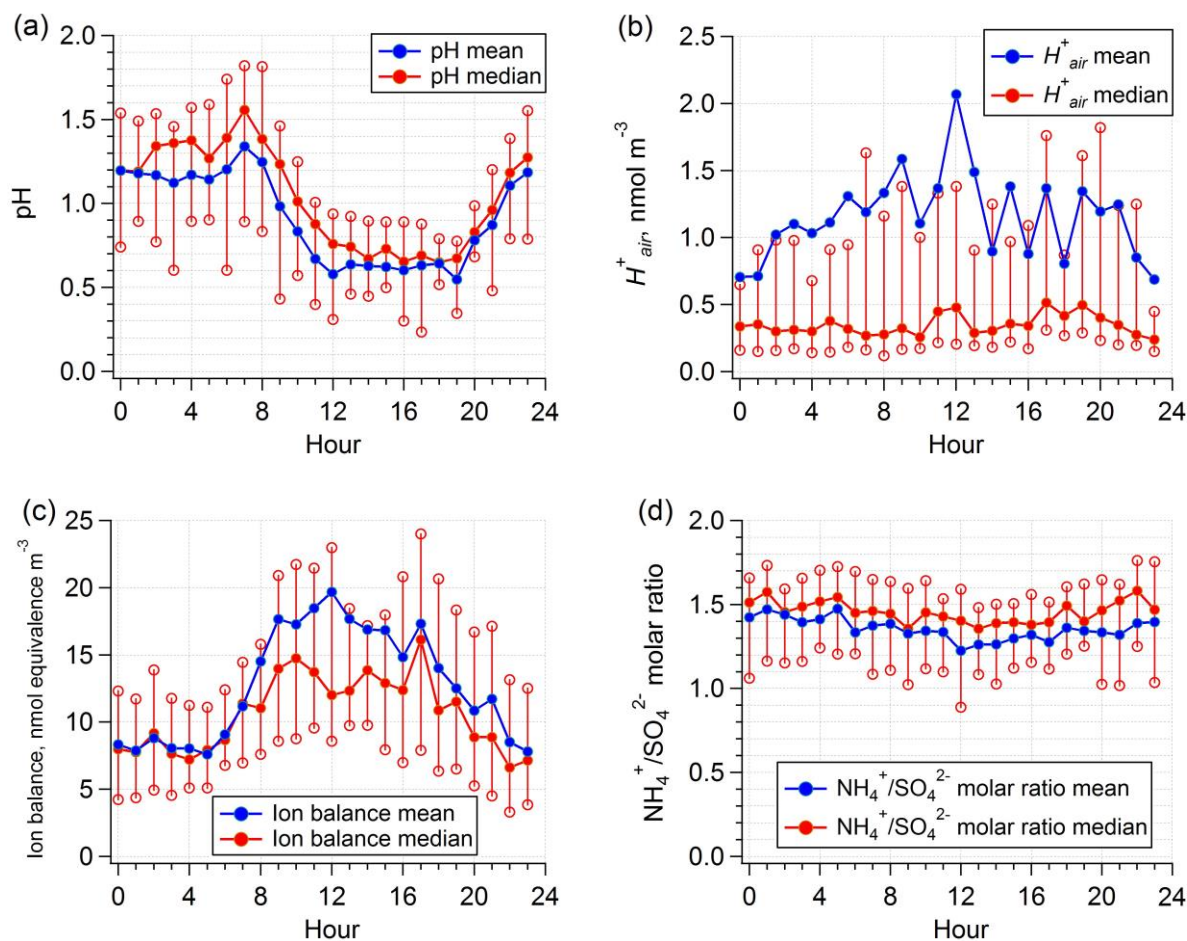 (a)
2.0
1.5
1.0
0.5
0.0
pH
pH mean
pH median
0 4 8 12 16 20 24
Hour
(b)
2.5
2.0
1.5
1.0
0.5
0.0
H⁺air, nmol m⁻³
H⁺air mean
H⁺air median
0 4 8 12 16 20 24
Hour
(c)
25
20
15
10
5
0
Ion balance, nmol equivalence m⁻³
Ion balance mean
Ion balance median
0 4 8 12 16 20 24
Hour
(d)
2.0
1.5
1.0
0.5
0.0
NH₄⁺/SO₄²⁻ molar ratio
NH₄⁺/SO₄²⁻ molar ratio mean
NH₄⁺/SO₄²⁻ molar ratio median
0 4 8 12 16 20 24
Hour